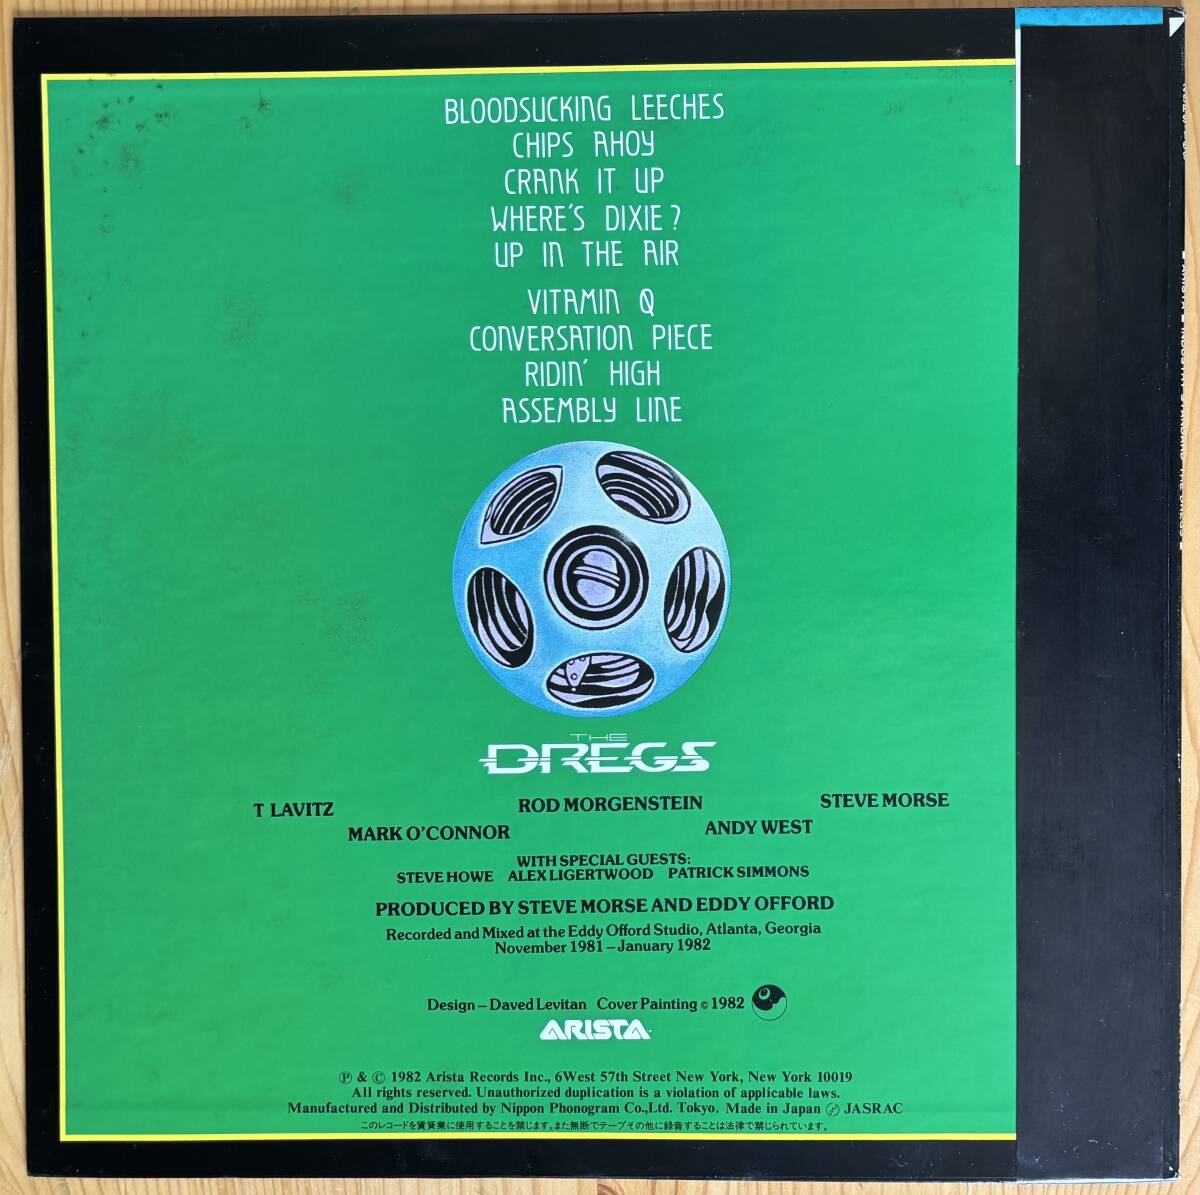 BLOODSUCKING LEECHES
CHIPS AHOY
CRANK IT UP
WHERE'S DIXIE?
UP IN THE AIR
VITAMIN Q
CONVERSATION PIECE
RIDIN' HIGH
ASSEMBLY LINE
THE
DREGS
T LAVITZ ROD MORGENSTEIN STEVE MORSE
MARK O'CONNOR ANDY WEST
WITH SPECIAL GUESTS:
STEVE HOWE ALEX LIGERTWOOD PATRICK SIMMONS
PRODUCED BY STEVE MORSE AND EDDY OFFORD
Recorded and Mixed at the Eddy Offord Studio, Atlanta, Georgia
November 1981 – January 1982
Design – Daved Levitan Cover Painting © 1982
ARISTA™
Ⓟ & © 1982 Arista Records Inc., 6West 57th Street New York, New York 10019
All rights reserved. Unauthorized duplication is a violation of applicable laws.
Manufactured and Distributed by Nippon Phonogram Co.,Ltd. Tokyo. Made in Japan JASRAC
このレコードを賃貸業に使用することを禁じます。また無断でテープその他に録音することは法律で禁じられています。